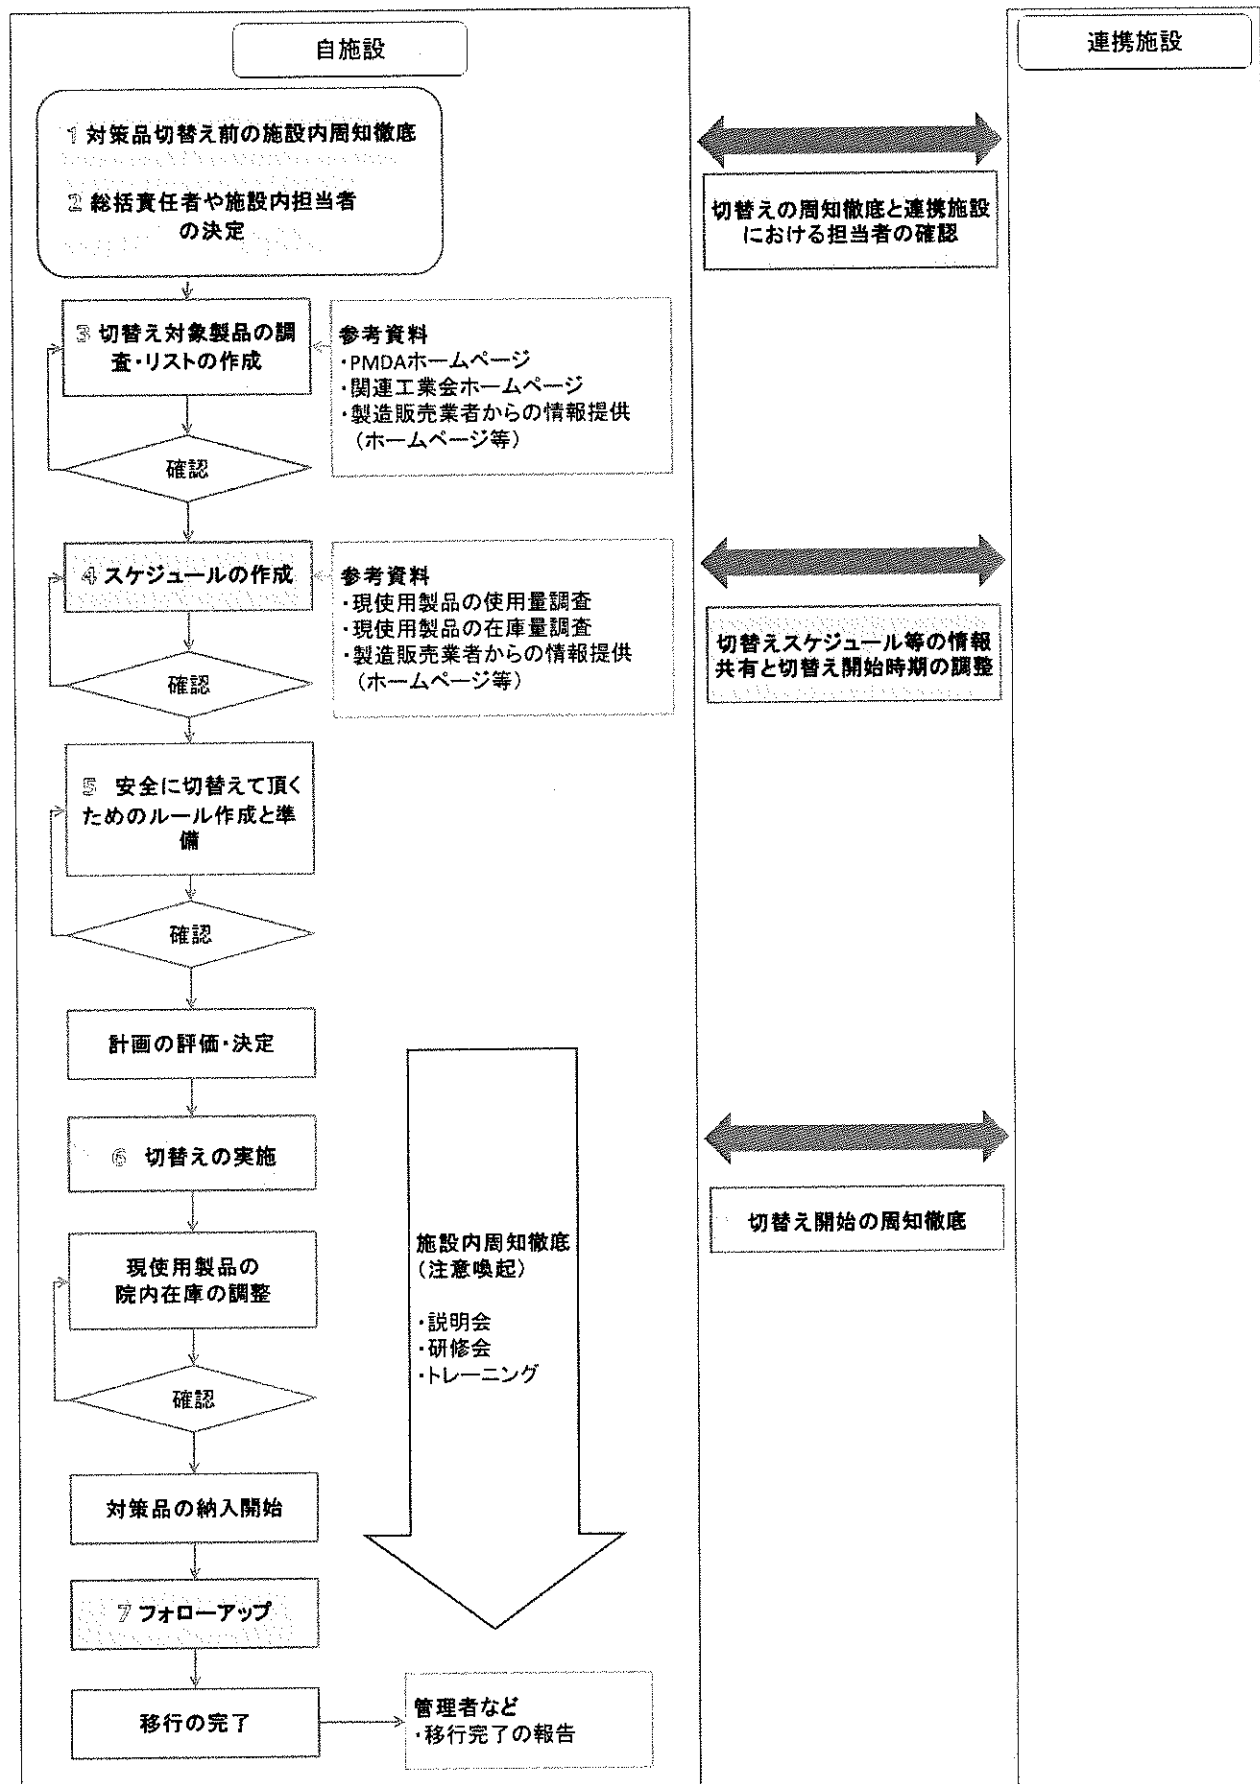 自施設
連携施設
1 対策品切替え前の施設内周知徹底
2 総括責任者や施設内担当者
の決定
切替えの周知徹底と連携施設
における担当者の確認
3 切替え対象製品の調
査・リストの作成
参考資料
・PMDAホームページ
・関連工業会ホームページ
・製造販売業者からの情報提供
（ホームページ等）
確認
4 スケジュールの作成
参考資料
・現使用製品の使用量調査
・現使用製品の在庫量調査
・製造販売業者からの情報提供
（ホームページ等）
切替えスケジュール等の情報
共有と切替え開始時期の調整
確認
5 安全に切替えて頂く
ためのルール作成と準
備
確認
計画の評価・決定
6 切替えの実施
切替え開始の周知徹底
現使用製品の
院内在庫の調整
施設内周知徹底
（注意喚起）
・説明会
・研修会
・トレーニング
確認
対策品の納入開始
7 フォローアップ
移行の完了
管理者など
・移行完了の報告